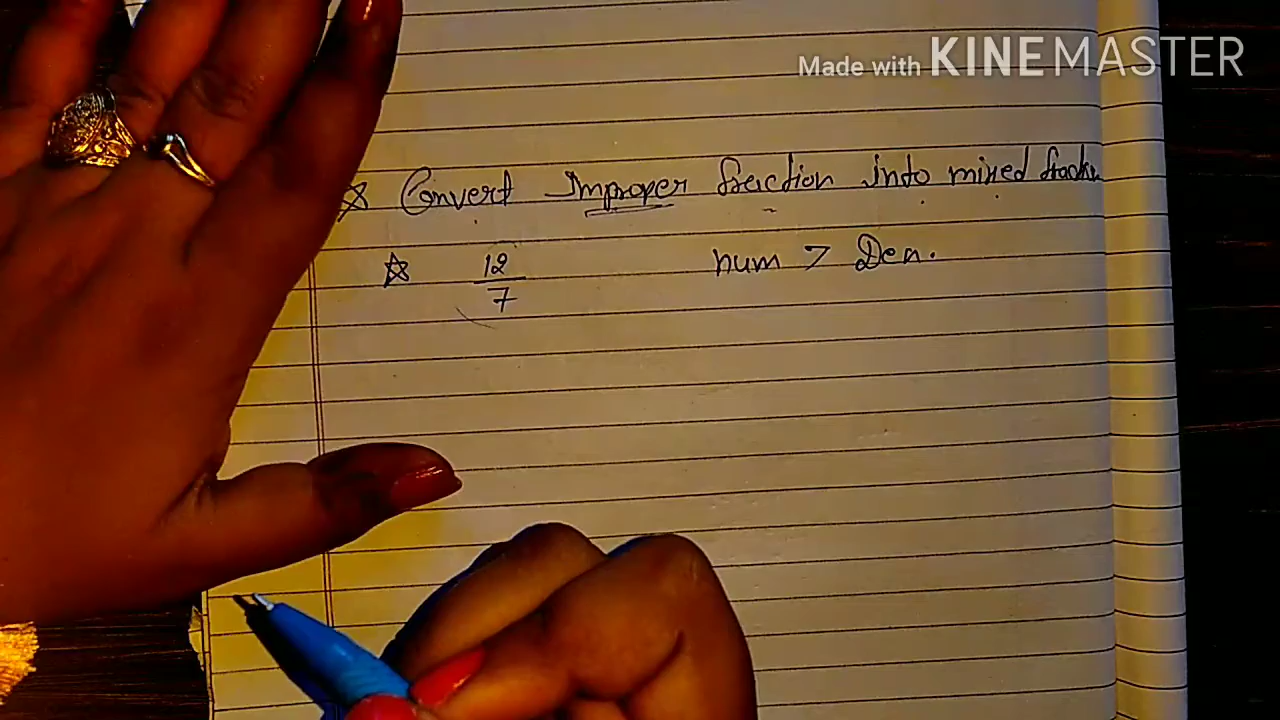 Made with KINEMASTER
☆ Convert Improper fraction into mixed fraction
☆ 12/7 num > Den.